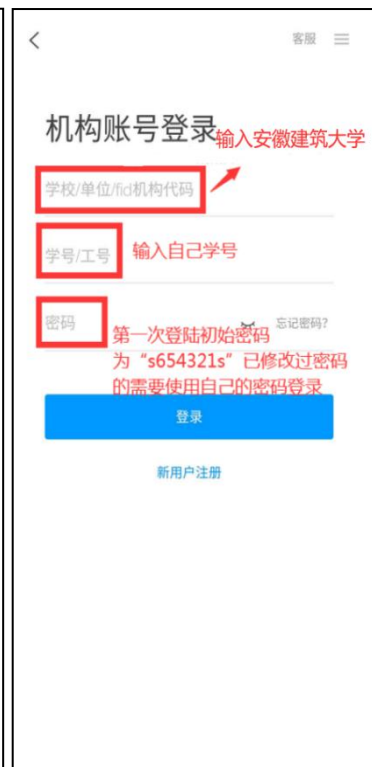 客服
机构账号登录
输入安徽建筑大学
学校/单位/fid机构代码
学号/工号
输入自己学号
密码
忘记密码?
第一次登陆初始密码
为“s654321s”已修改过密码
的需要使用自己的密码登录
登录
新用户注册